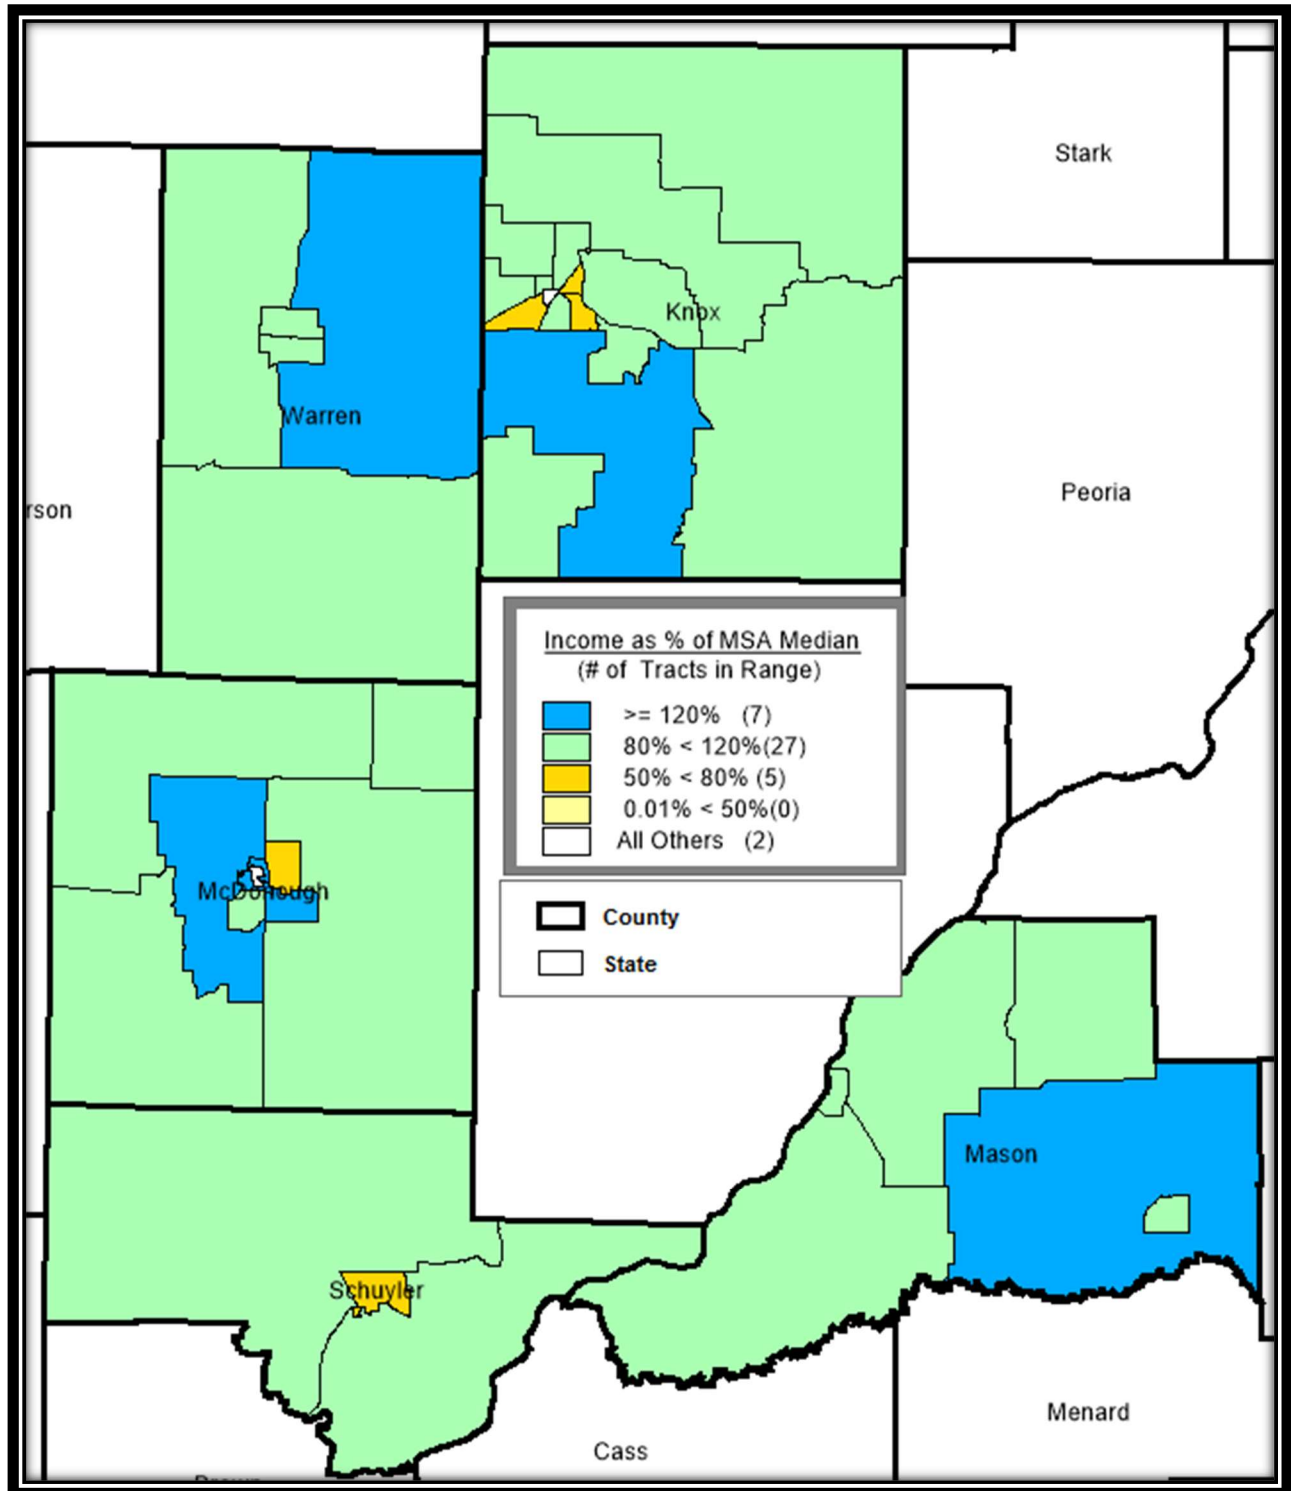 Stark
Knox
Warren
Peoria
rson
Income as % of MSA Median
(# of Tracts in Range)
>= 120% (7)
80% < 120%(27)
50% < 80% (5)
0.01% < 50%(0)
All Others (2)
McDonough
County
State
Mason
Schuyler
Menard
Cass